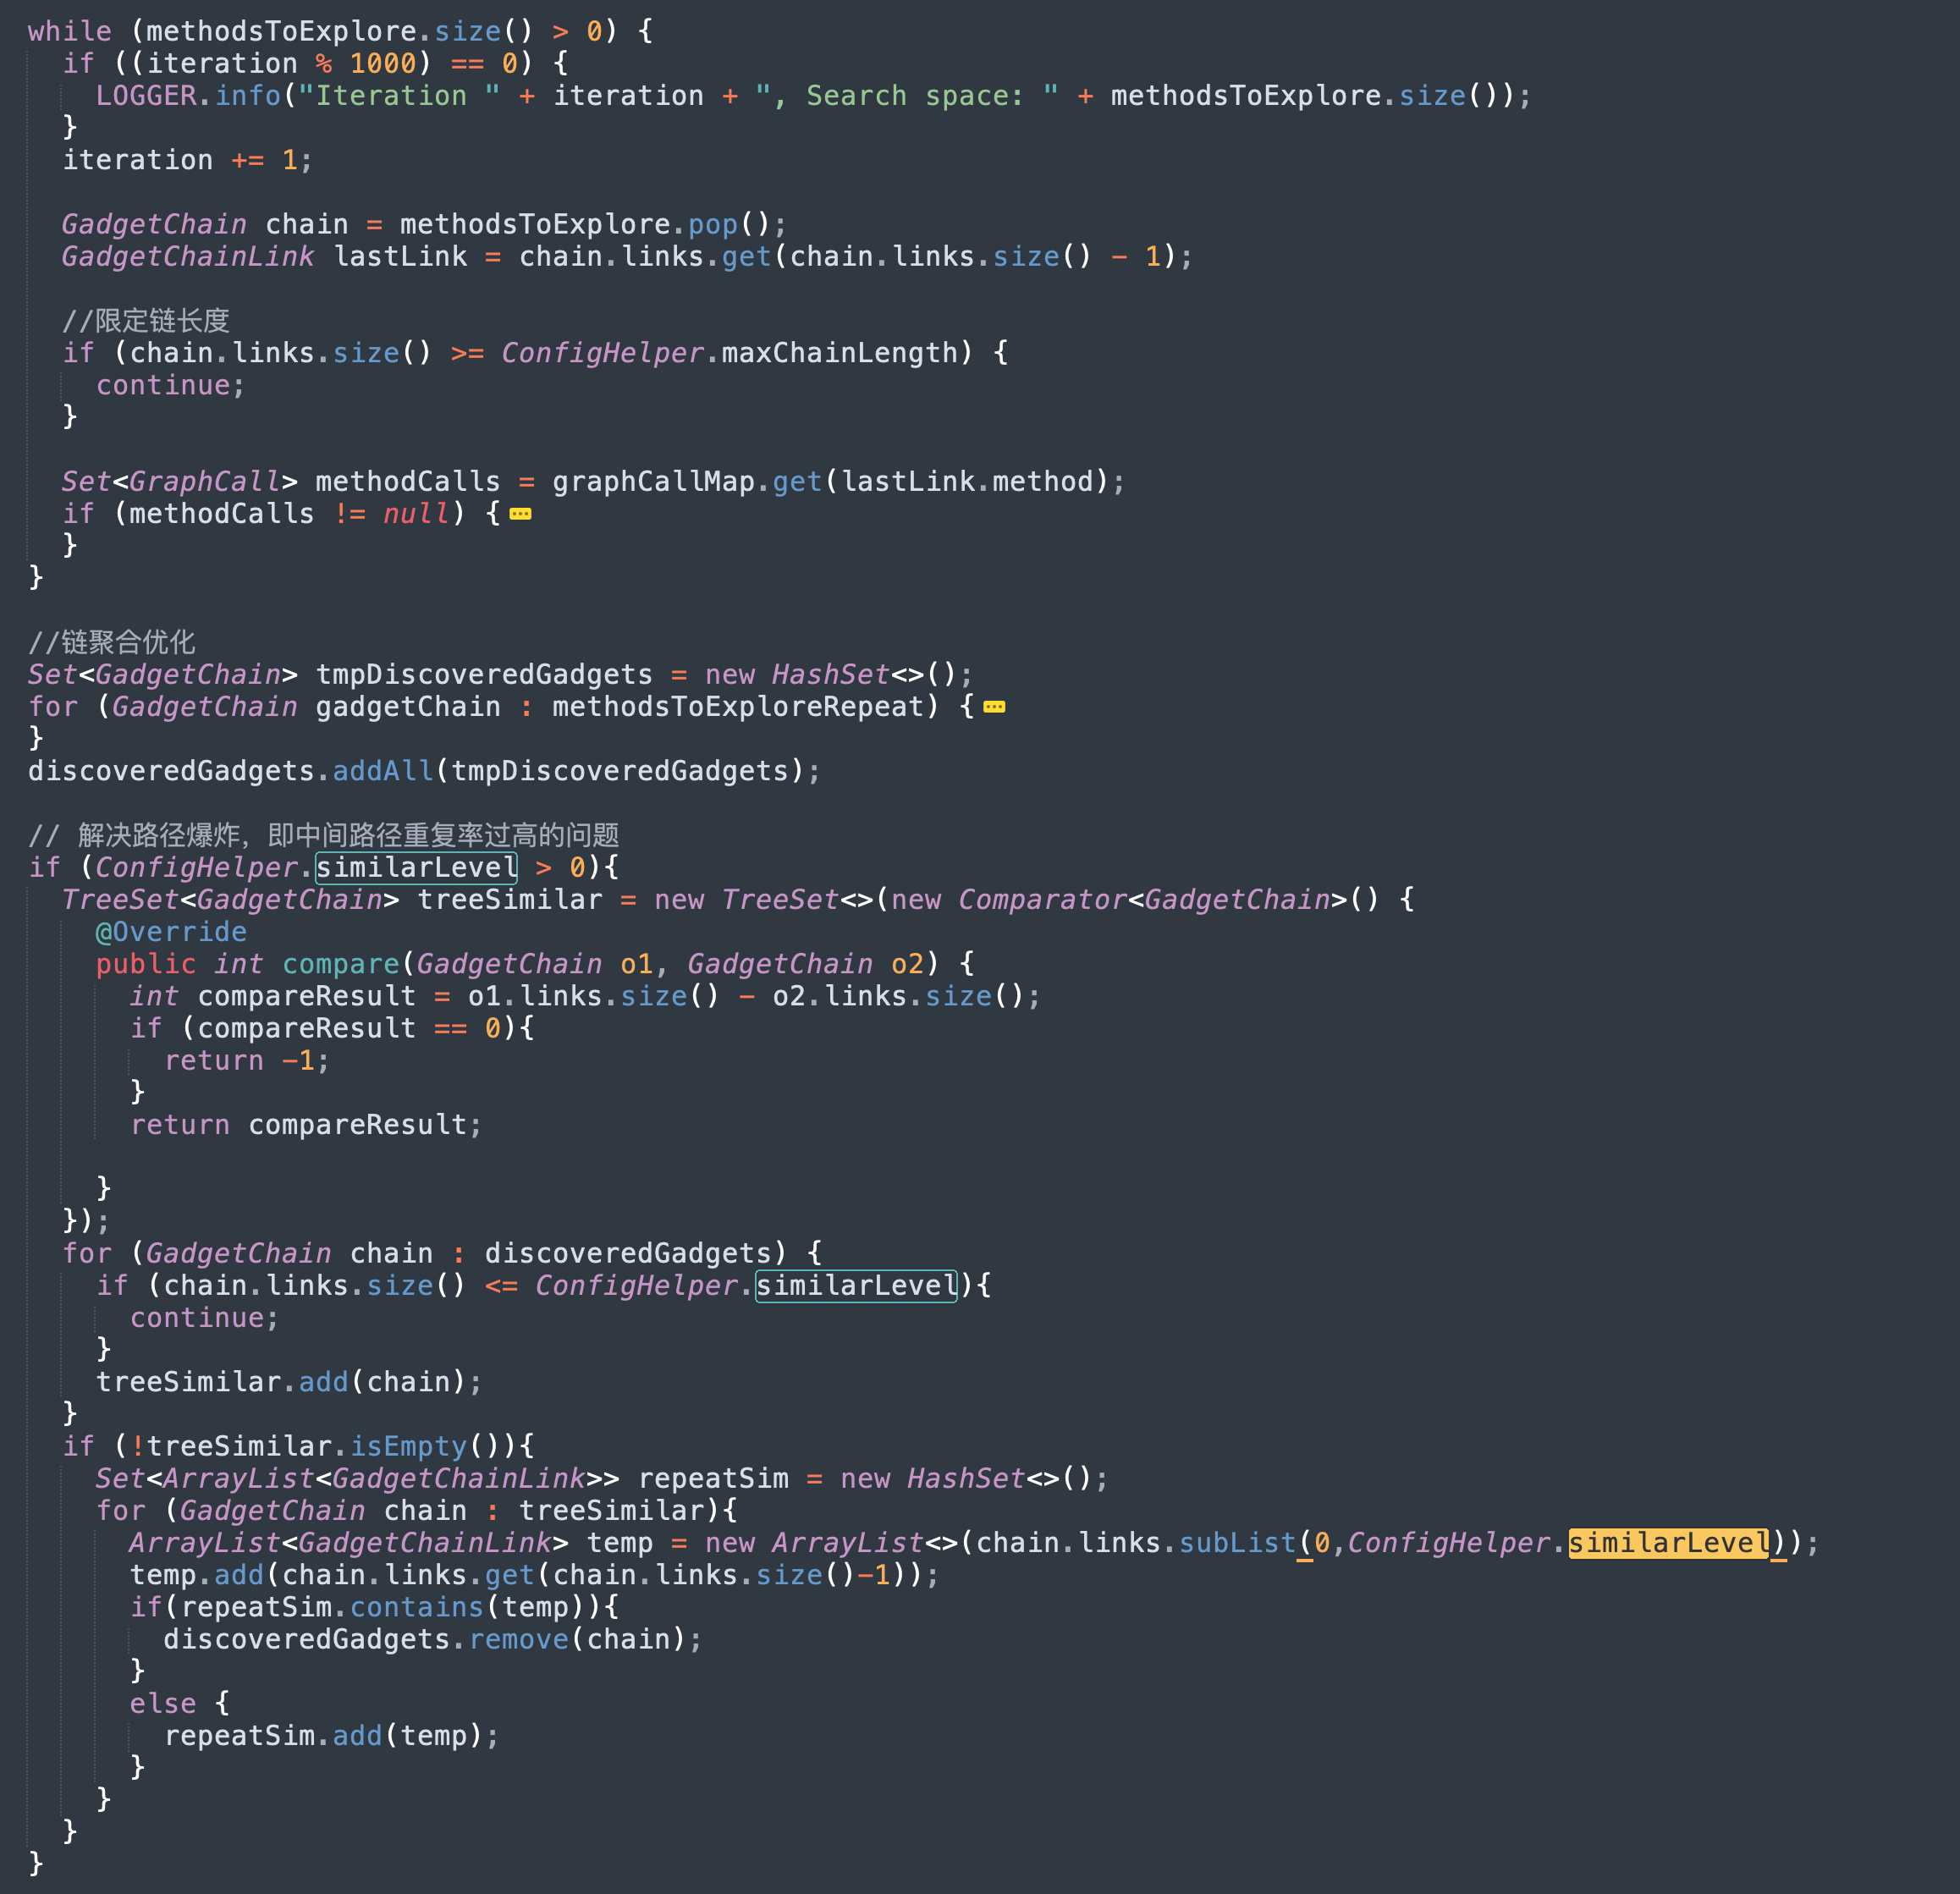 while (methodsToExplore.size() > 0) {
if ((iteration % 1000) == 0) {
LOGGER.info("Iteration " + iteration + ", Search space: " + methodsToExplore.size());
}
iteration += 1;
GadgetChain chain = methodsToExplore.pop();
GadgetChainLink lastLink = chain.links.get(chain.links.size() - 1);
//限定链长度
if (chain.links.size() >= ConfigHelper.maxChainLength) {
continue;
}
Set<GraphCall> methodCalls = graphCallMap.get(lastLink.method);
if (methodCalls != null) {
}
}
//链聚合优化
Set<GadgetChain> tmpDiscoveredGadgets = new HashSet<>();
for (GadgetChain gadgetChain : methodsToExploreRepeat) {
}
discoveredGadgets.addAll(tmpDiscoveredGadgets);
// 解决路径爆炸，即中间路径重复率过高的问题
if (ConfigHelper.similarLevel > 0){
TreeSet<GadgetChain> treeSimilar = new TreeSet<>(new Comparator<GadgetChain>() {
@Override
public int compare(GadgetChain o1, GadgetChain o2) {
int compareResult = o1.links.size() - o2.links.size();
if (compareResult == 0){
return -1;
}
return compareResult;
}
});
for (GadgetChain chain : discoveredGadgets) {
if (chain.links.size() <= ConfigHelper.similarLevel){
continue;
}
treeSimilar.add(chain);
}
if (!treeSimilar.isEmpty()){
Set<ArrayList<GadgetChainLink>> repeatSim = new HashSet<>();
for (GadgetChain chain : treeSimilar){
ArrayList<GadgetChainLink> temp = new ArrayList<>(chain.links.subList(0,ConfigHelper.similarLevel));
temp.add(chain.links.get(chain.links.size()-1));
if(repeatSim.contains(temp)){
discoveredGadgets.remove(chain);
}
else {
repeatSim.add(temp);
}
}
}
}